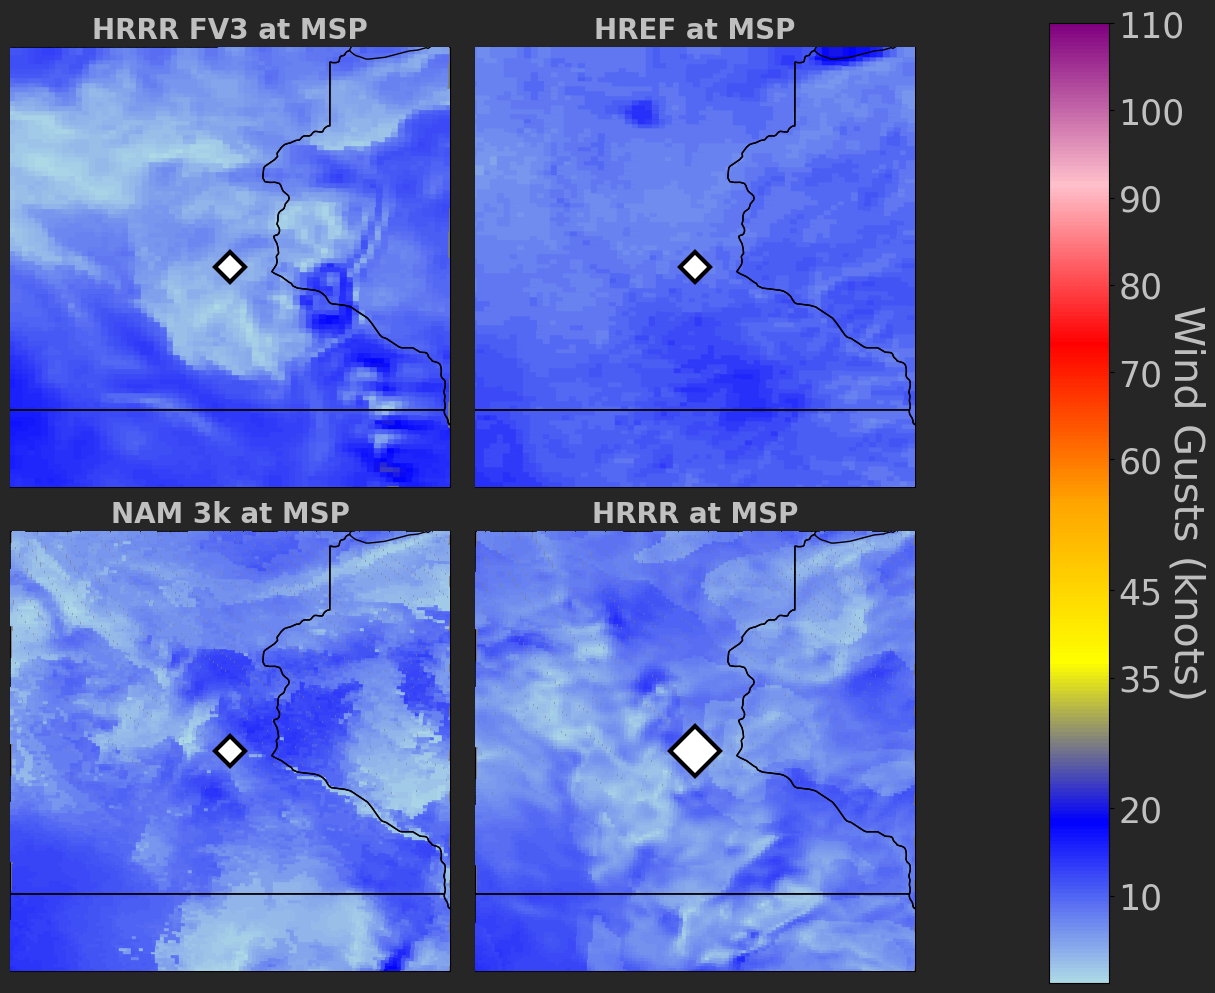 HRRR FV3 at MSP
HREF at MSP
NAM 3k at MSP
HRRR at MSP
110
100
90
80
70
60
45
35
20
10
Wind Gusts (knots)